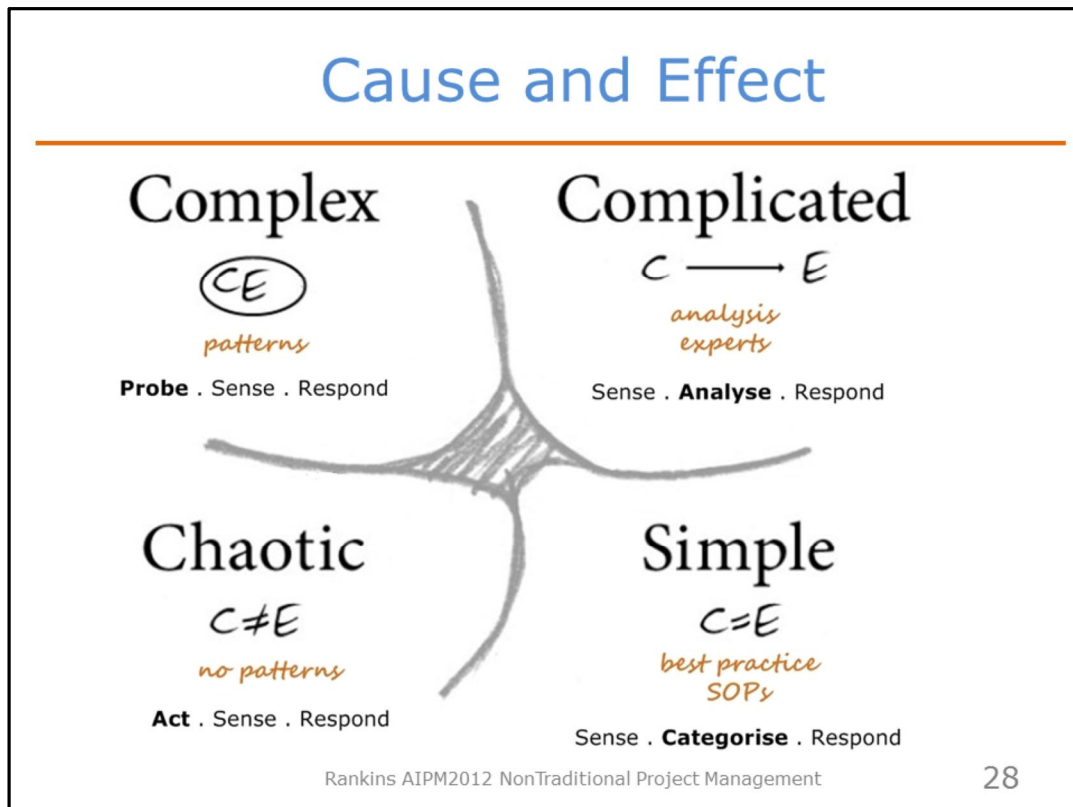 Cause and Effect
Complex
CE
patterns
Probe . Sense . Respond
Complicated
C → E
analysis
experts
Sense . Analyse . Respond
Chaotic
C≠E
no patterns
Act . Sense . Respond
Simple
C=E
best practice
SOPs
Sense . Categorise . Respond
Rankins AIPM2012 NonTraditional Project Management
28